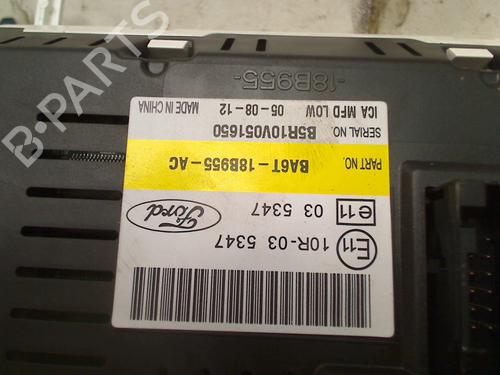 -18B955-
ICA MFD LOW 05-08-12 MADE IN CHINA
SERIAL NO. B5R10V051650
PART NO. BA6T-18B955-AC
Ford
e11 03 5347
E11 10R-03 5347
B-PARTS